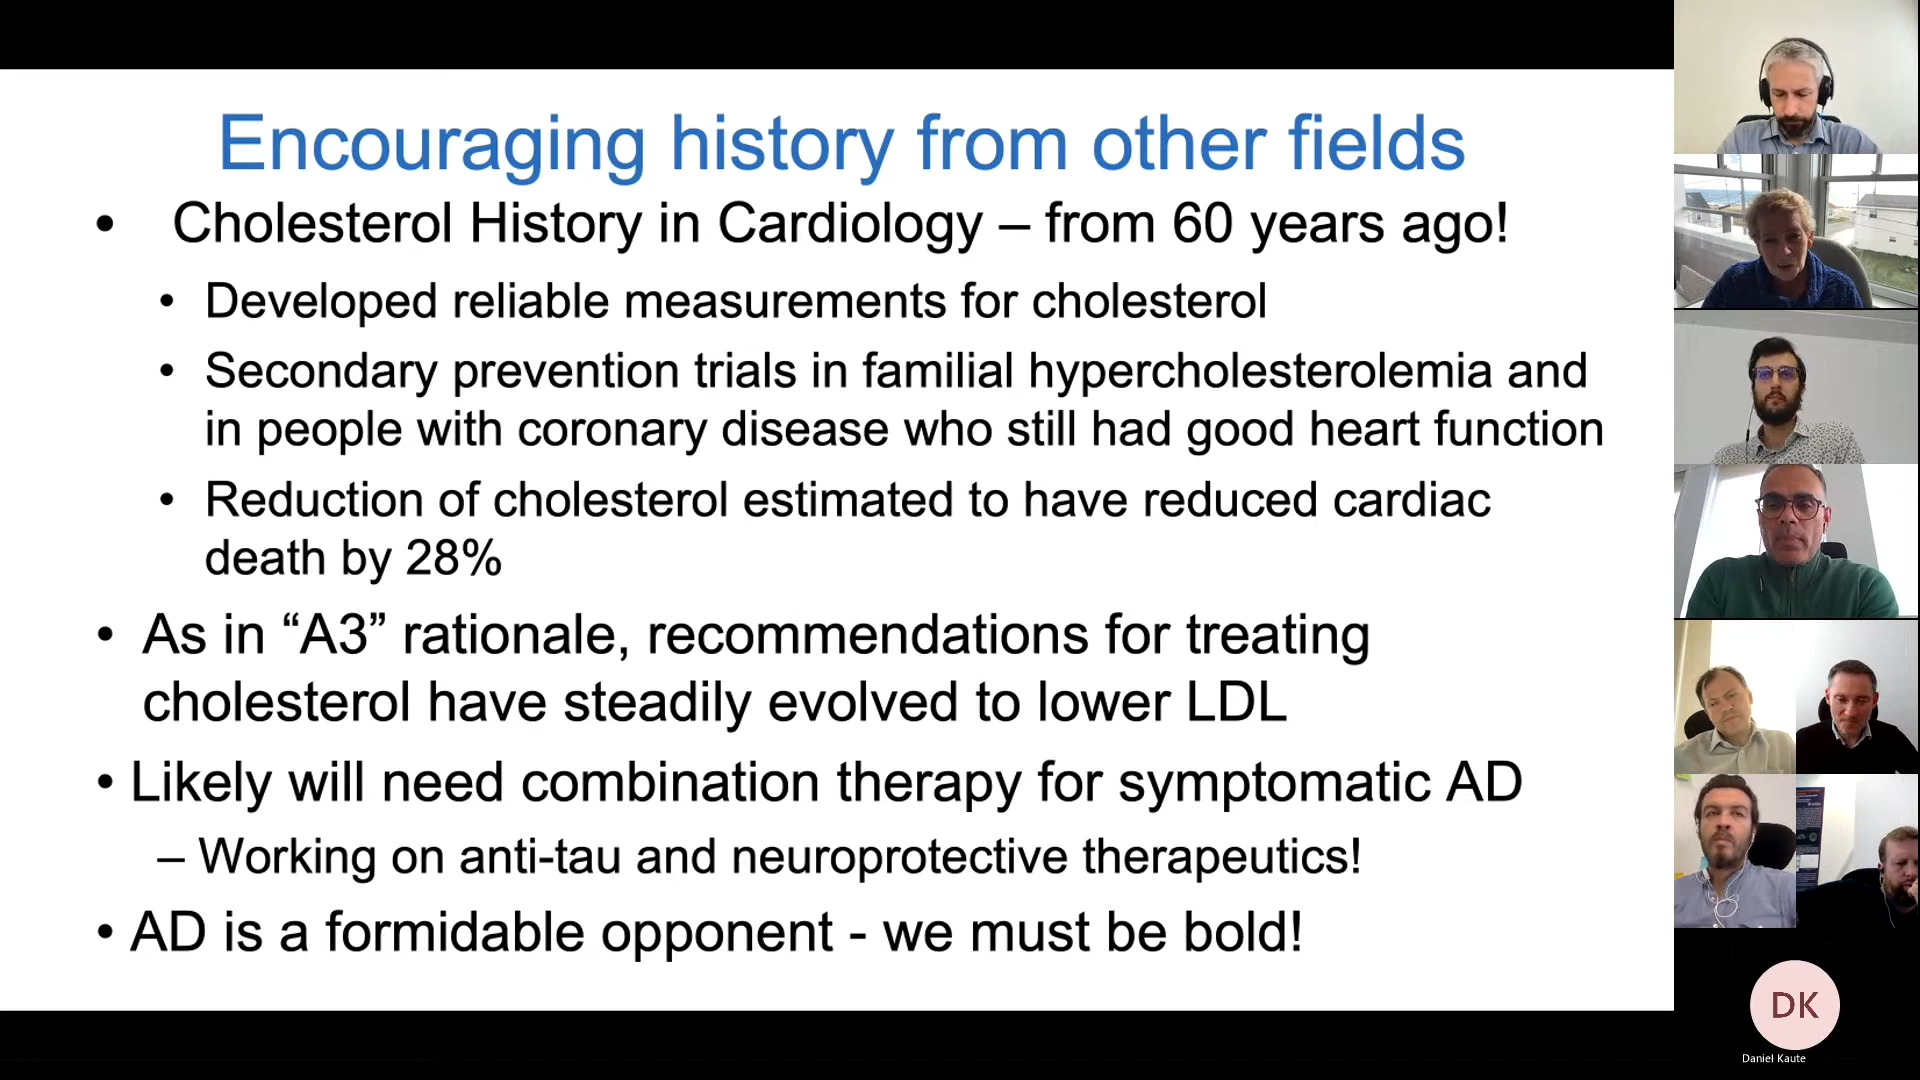 Encouraging history from other fields
• Cholesterol History in Cardiology – from 60 years ago!
• Developed reliable measurements for cholesterol
• Secondary prevention trials in familial hypercholesterolemia and
in people with coronary disease who still had good heart function
• Reduction of cholesterol estimated to have reduced cardiac
death by 28%
• As in “A3” rationale, recommendations for treating
cholesterol have steadily evolved to lower LDL
• Likely will need combination therapy for symptomatic AD
– Working on anti-tau and neuroprotective therapeutics!
• AD is a formidable opponent - we must be bold!
DK
Daniel Kaute